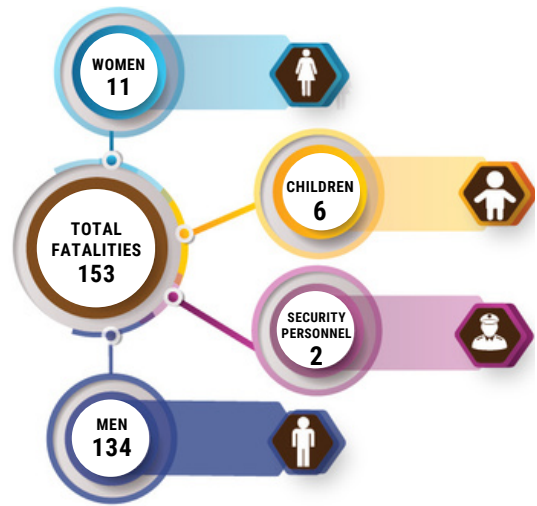 WOMEN
11
CHILDREN
6
TOTAL
FATALITIES
153
SECURITY
PERSONNEL
2
MEN
134